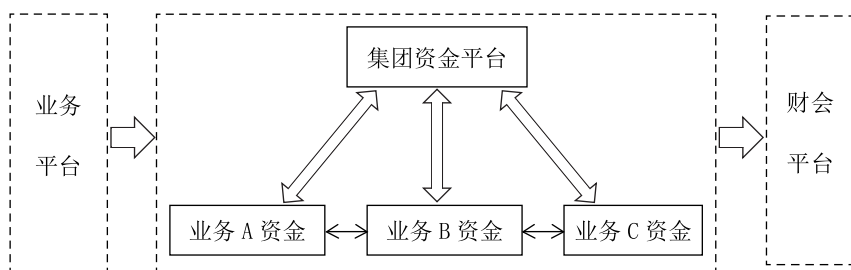 业务
平台
集团资金平台
业务 A 资金
业务 B 资金
业务 C 资金
财会
平台